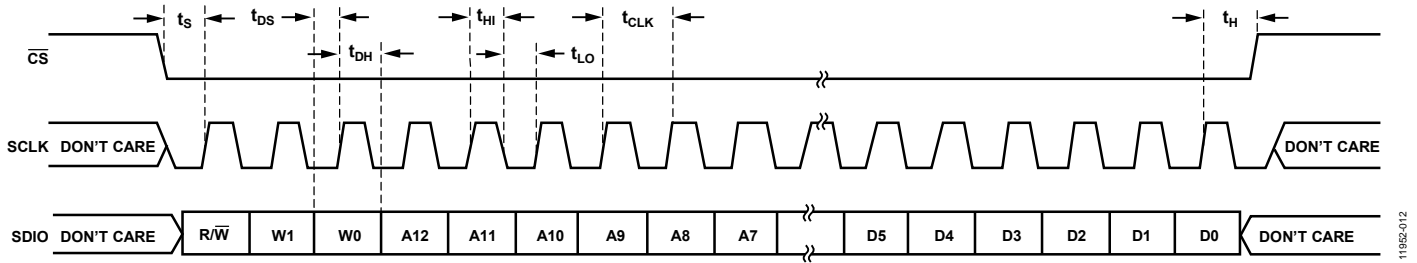 tS
tDS
tHI
tCLK
tH
tDH
tLO
CS
SCLK DON'T CARE
DON'T CARE
SDIO DON'T CARE R/W W1 W0 A12 A11 A10 A9 A8 A7 D5 D4 D3 D2 D1 D0 DON'T CARE
11952-012